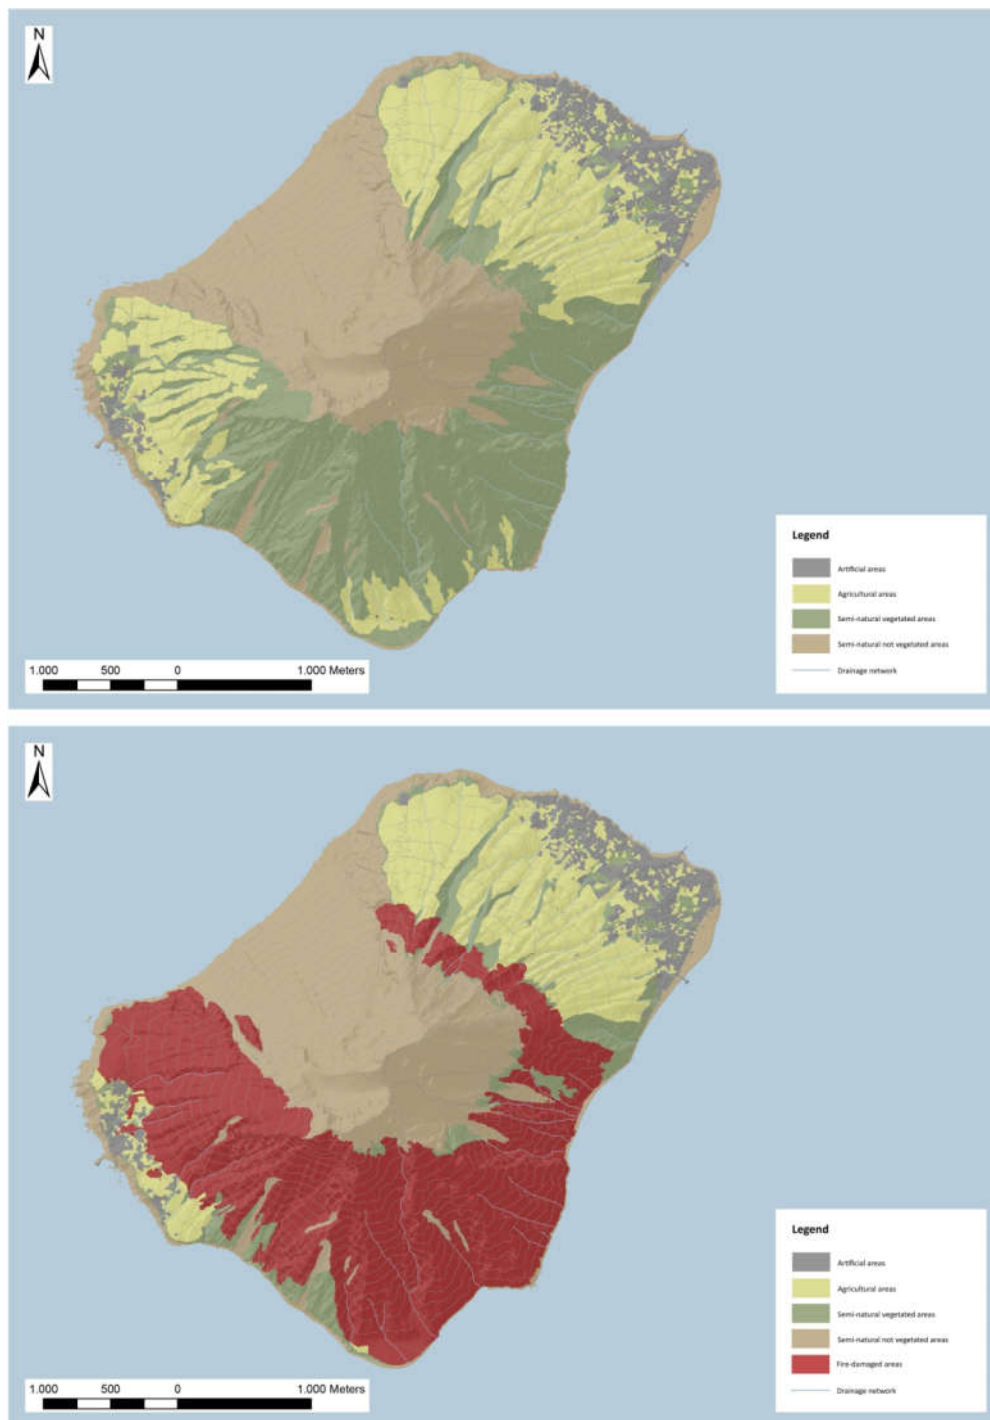 N
Legend
Artificial areas
Agricultural areas
Semi-natural vegetated areas
Semi-natural not vegetated areas
Drainage network
1.000 500 0 1.000 Meters
N
Legend
Artificial areas
Agricultural areas
Semi-natural vegetated areas
Semi-natural not vegetated areas
Fire-damaged areas
Drainage network
1.000 500 0 1.000 Meters